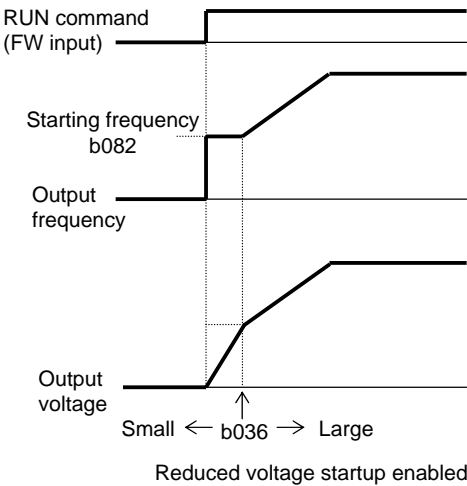 RUN command
(FW input)
Starting frequency
b082
Output
frequency
Output
voltage
Small ← b036 → Large
Reduced voltage startup enabled